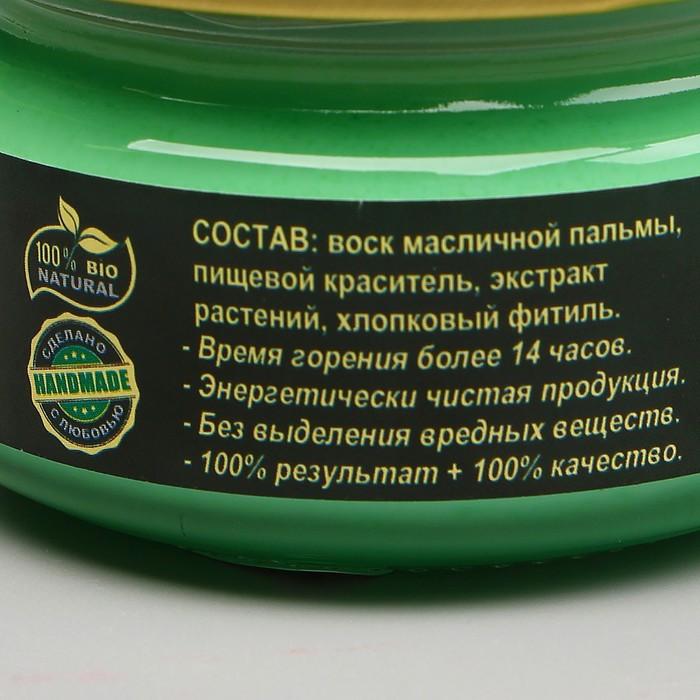 100% BIO
NATURAL
СДЕЛАНО
HANDMADE
С ЛЮБОВЬЮ
СОСТАВ: воск масличной пальмы,
пищевой краситель, экстракт
растений, хлопковый фитиль.
- Время горения более 14 часов.
- Энергетически чистая продукция.
- Без выделения вредных веществ.
- 100% результат + 100% качество.